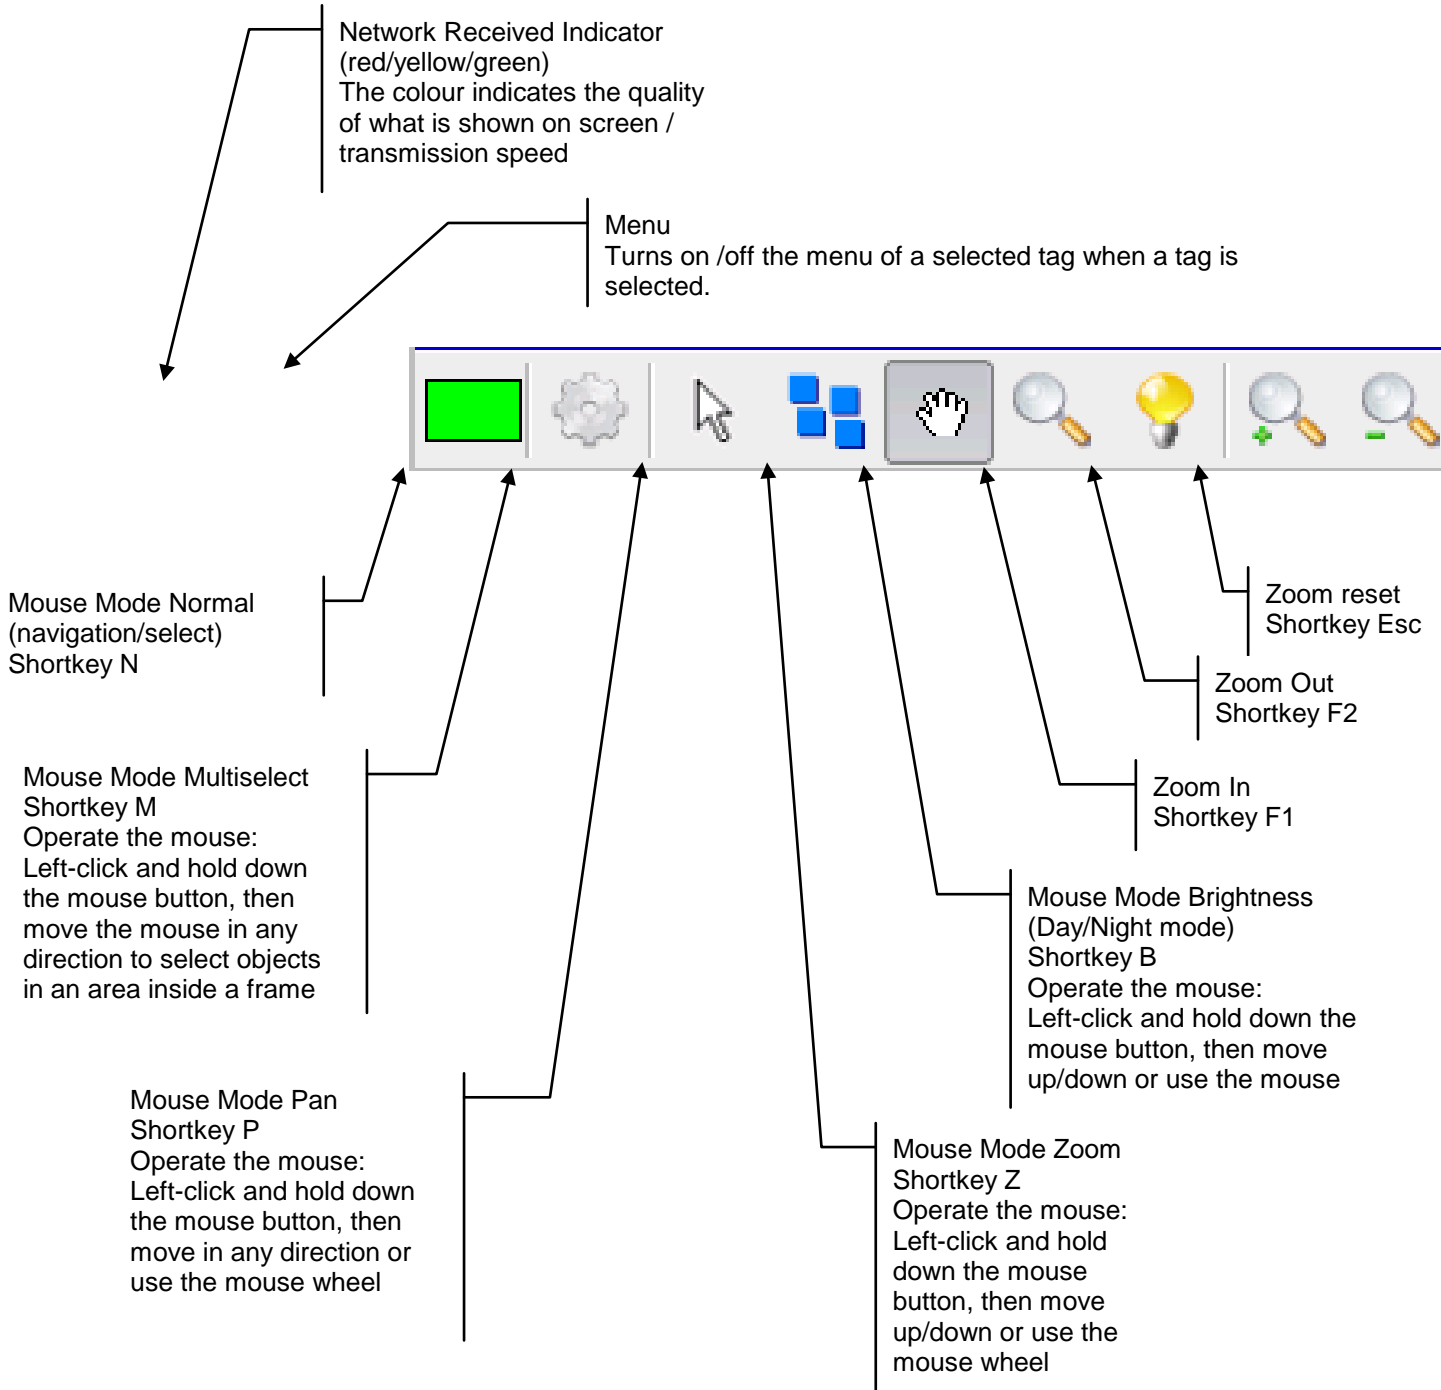 Network Received Indicator
(red/yellow/green)
The colour indicates the quality
of what is shown on screen /
transmission speed
Menu
Turns on /off the menu of a selected tag when a tag is
selected.
Mouse Mode Normal
(navigation/select)
Shortkey N
Zoom reset
Shortkey Esc
Zoom Out
Shortkey F2
Mouse Mode Multiselect
Shortkey M
Operate the mouse:
Left-click and hold down
the mouse button, then
move the mouse in any
direction to select objects
in an area inside a frame
Zoom In
Shortkey F1
Mouse Mode Brightness
(Day/Night mode)
Shortkey B
Operate the mouse:
Left-click and hold down the
mouse button, then move
up/down or use the mouse
Mouse Mode Pan
Shortkey P
Operate the mouse:
Left-click and hold down
the mouse button, then
move in any direction or
use the mouse wheel
Mouse Mode Zoom
Shortkey Z
Operate the mouse:
Left-click and hold
down the mouse
button, then move
up/down or use the
mouse wheel